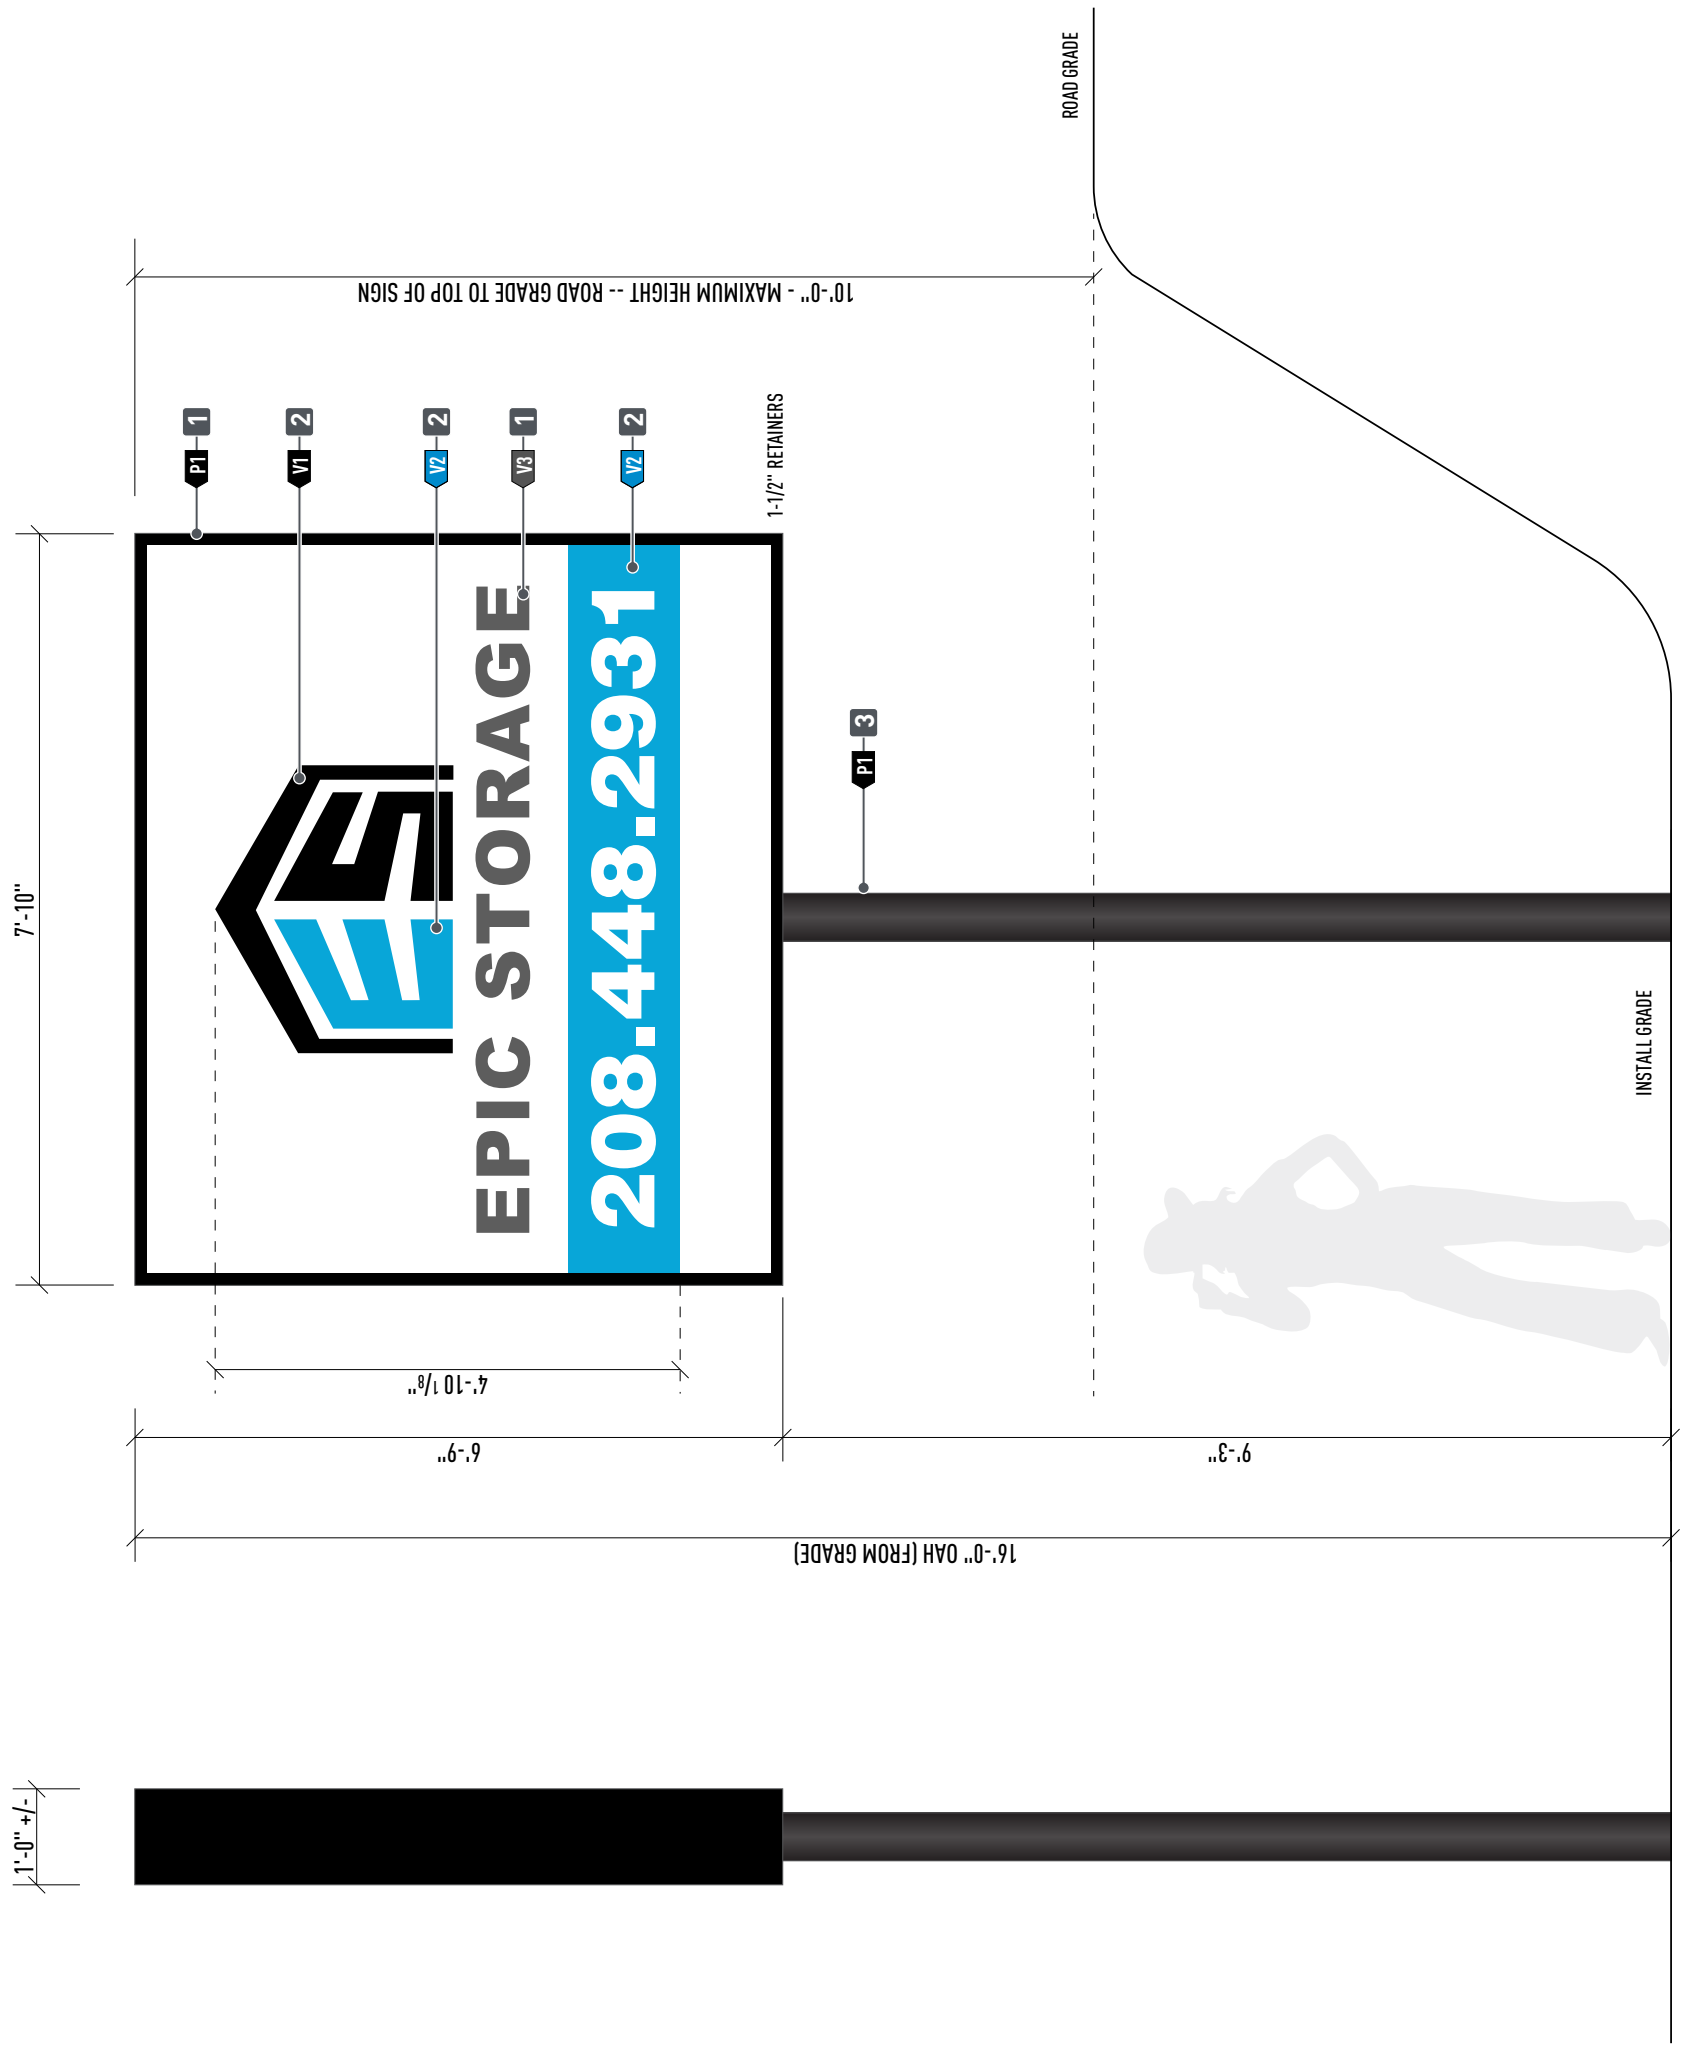 1'-0" +/-
7'-10"
16'-0" OAH (FROM GRADE)
6'-9"
9'-3"
4'-10 1/8"
EPIC STORAGE
208.448.2931
P1 1
V1 2
V2 2
V3 1
V2 2
1-1/2" RETAINERS
P1 3
10'-0" - MAXIMUM HEIGHT -- ROAD GRADE TO TOP OF SIGN
ROAD GRADE
INSTALL GRADE